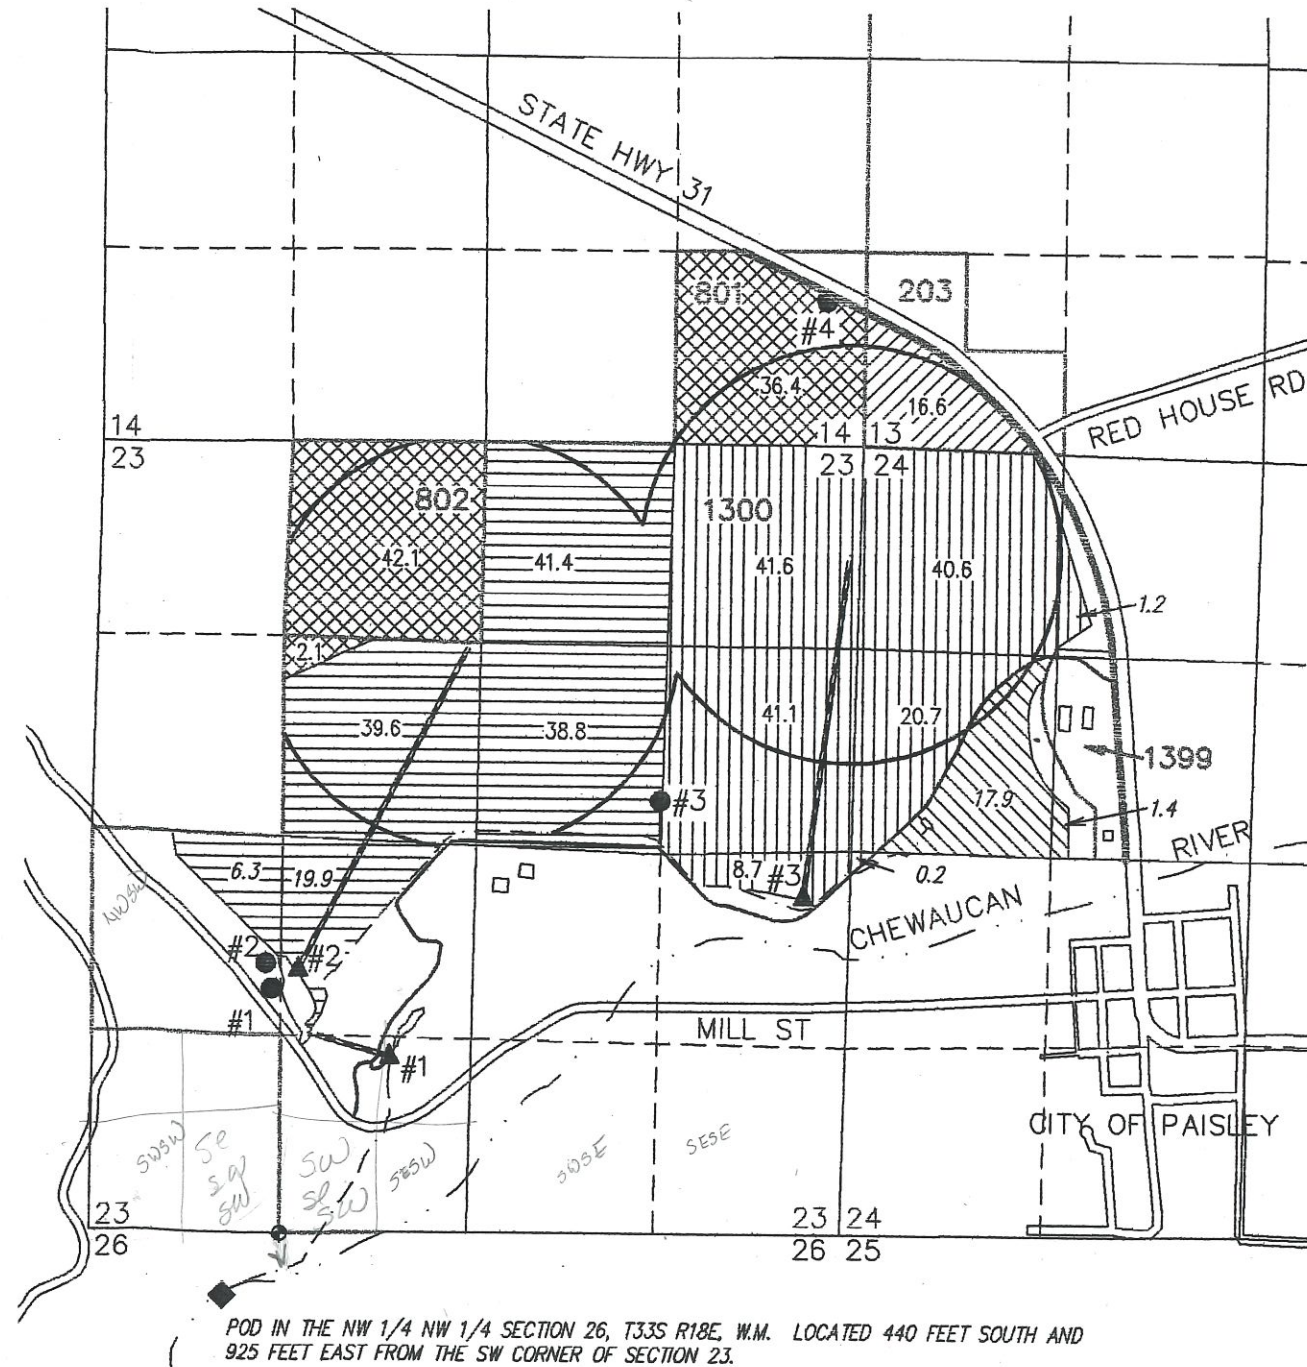 STATE HWY 31
801
203
#4
36.4
16.6
RED HOUSE RD
14
14 13
23
23 24
802
1300
42.1
41.4
41.6
40.6
1.2
2.1
39.6
38.8
41.1
20.7
1399
#3
17.9
1.4
RIVER
6.3
19.9
8.7
#3
0.2
NWSW
CHEWAUCAN
#2
#2
#1
MILL ST
#1
CITY OF PAISLEY
SWSW
Se
SW
SESW
SWSE
SESE
SW
SW
23
23 24
26
26 25
POD IN THE NW 1/4 NW 1/4 SECTION 26, T33S R18E, W.M. LOCATED 440 FEET SOUTH AND
925 FEET EAST FROM THE SW CORNER OF SECTION 23.